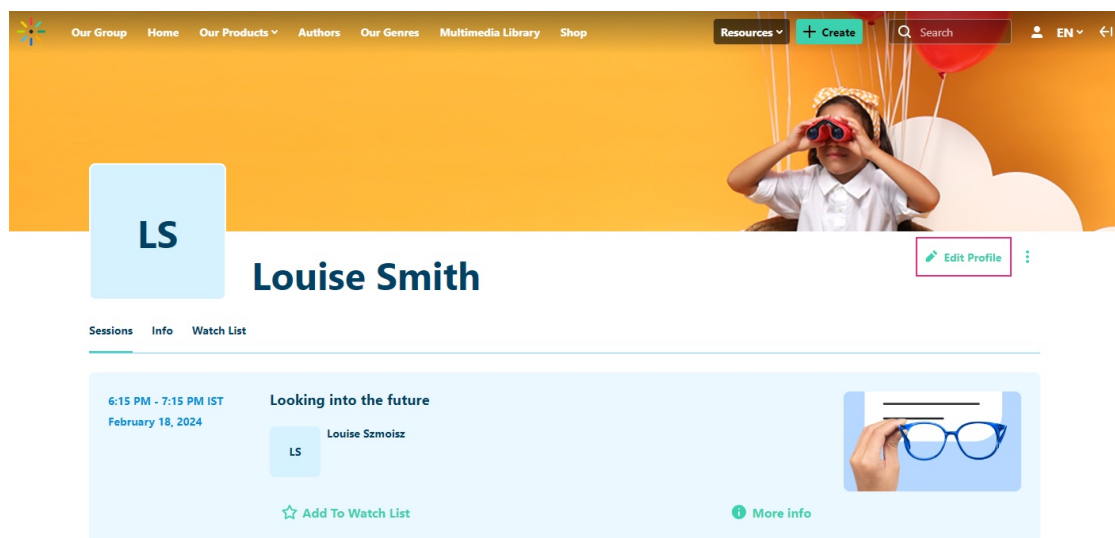 Our Group Home Our Products Authors Our Genres Multimedia Library Shop Resources + Create Search EN
LS
Louise Smith
Edit Profile
Sessions Info Watch List
6:15 PM - 7:15 PM IST
February 18, 2024
Looking into the future
LS
Louise Szmoisz
Add To Watch List
More info